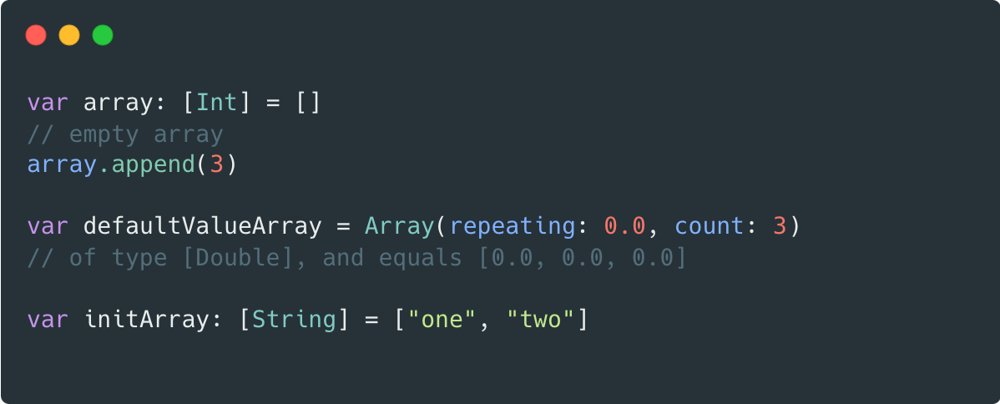 var array: [Int] = []
// empty array
array.append(3)
var defaultValueArray = Array(repeating: 0.0, count: 3)
// of type [Double], and equals [0.0, 0.0, 0.0]
var initArray: [String] = ["one", "two"]